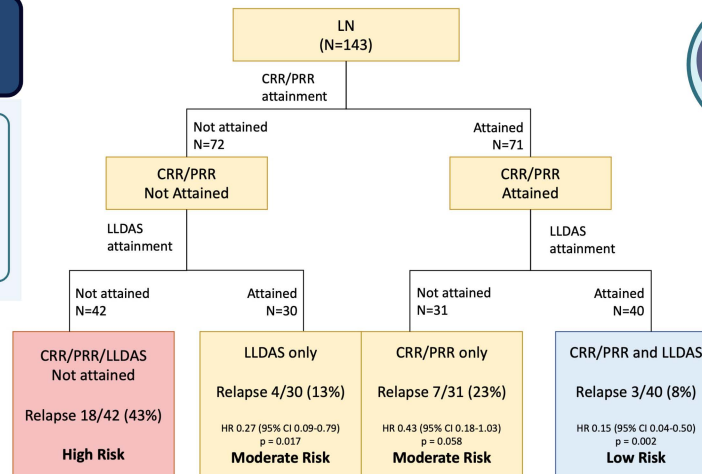 LN
(N=143)
CRR/PRR
attainment
Not attained
N=72
Attained
N=71
CRR/PRR
Not Attained
CRR/PRR
Attained
LLDAS
attainment
LLDAS
attainment
Not attained
N=42
Attained
N=30
Not attained
N=31
Attained
N=40
CRR/PRR/LLDAS
Not attained
Relapse 18/42 (43%)
High Risk
LLDAS only
Relapse 4/30 (13%)
HR 0.27 (95% CI 0.09-0.79)
p = 0.017
Moderate Risk
CRR/PRR only
Relapse 7/31 (23%)
HR 0.43 (95% CI 0.18-1.03)
p = 0.058
Moderate Risk
CRR/PRR and LLDAS
Relapse 3/40 (8%)
HR 0.15 (95% CI 0.04-0.50)
p = 0.002
Low Risk